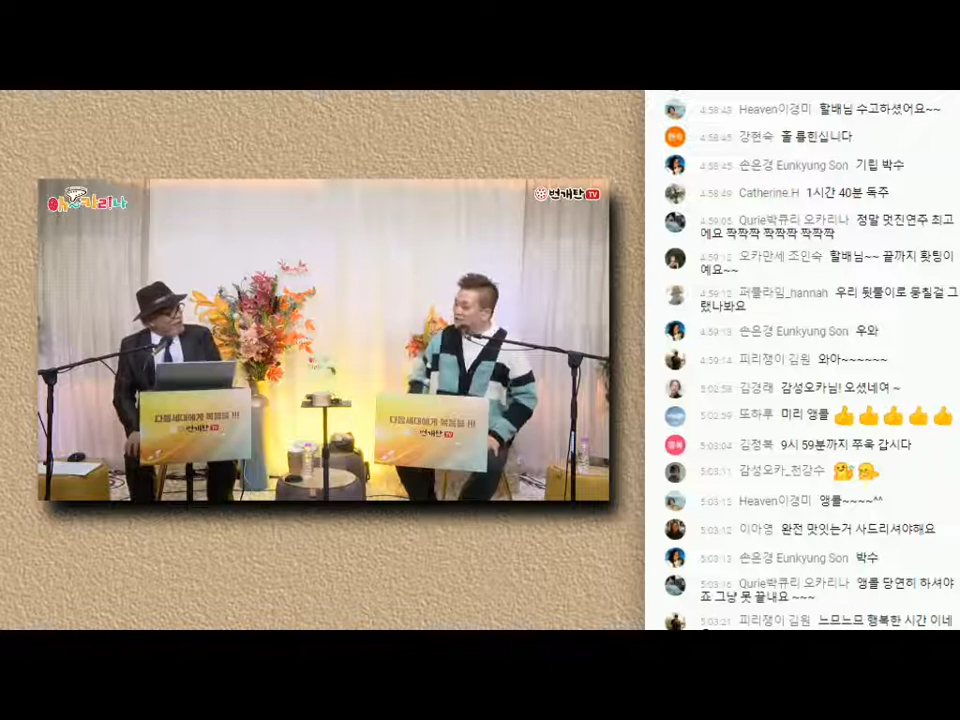 아~카리나
번개탄 TV
다음세대에게 복음을 !!!
번개탄 TV
다음세대에게 복음을 !!!
번개탄 TV
4:58:43 Heaven이경미 할배님 수고하셨어요~~
4:58:45 강현숙 훌 륭힌십니다
4:58:45 손은경 Eunkyung Son 기립 박수
4:58:49 Catherine H 1시간 40분 독주
4:59:05 Qurie박큐리 오카리나 정말 멋진연주 최고
에요 짝짝짝 짝짝짝 짝짝짝
4:59:12 오카만세 조인숙 할배님~~ 끝까지 홧팅이
예요~~
4:59:12 퍼플라임_hannah 우리 뒷풀이로 뭉칠걸 그
랬나봐요
4:59:13 손은경 Eunkyung Son 우와
4:59:14 피리쟁이 김원 와아~~~~~~
5:02:58 김경래 감성오카님! 오셨네여 ~
5:02:59 또하루 미리 앵콜 👍👍👍👍👍
5:03:04 김정복 9시 59분까지 쭈욱 갑시다
5:03:11 감성오카_전강수 🤗🤗
5:03:12 Heaven이경미 앵콜~~~~^^
5:03:12 이아영 완전 맛잇는거 사드리셔야해요
5:03:13 손은경 Eunkyung Son 박수
5:03:16 Qurie박큐리 오카리나 앵콜 당연히 하셔야
죠 그냥 못 끝내요 ~~~
5:03:21 피리쟁이 김원 느므느므 행복한 시간 이네